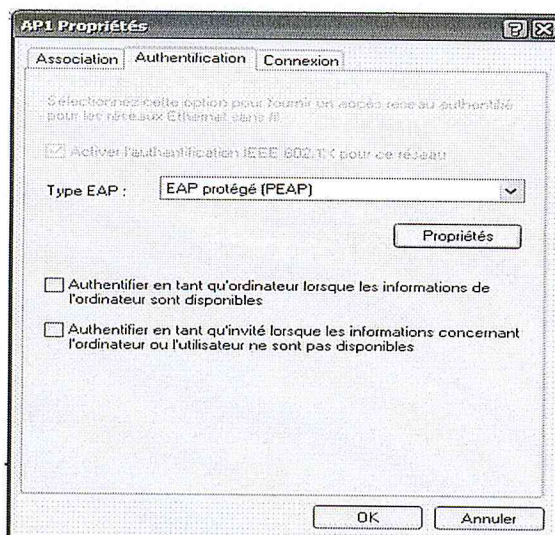 AP1 Propriétés
Association Authentification Connexion
Sélectionnez cette option pour fournir un accès réseau authentifié
pour les réseaux Ethernet sans fil.
Activer l'authentification IEEE 802.1X pour ce réseau
Type EAP : EAP protégé (PEAP)
Propriétés
Authentifier en tant qu'ordinateur lorsque les informations de
l'ordinateur sont disponibles
Authentifier en tant qu'invité lorsque les informations concernant
l'ordinateur ou l'utilisateur ne sont pas disponibles
OK Annuler